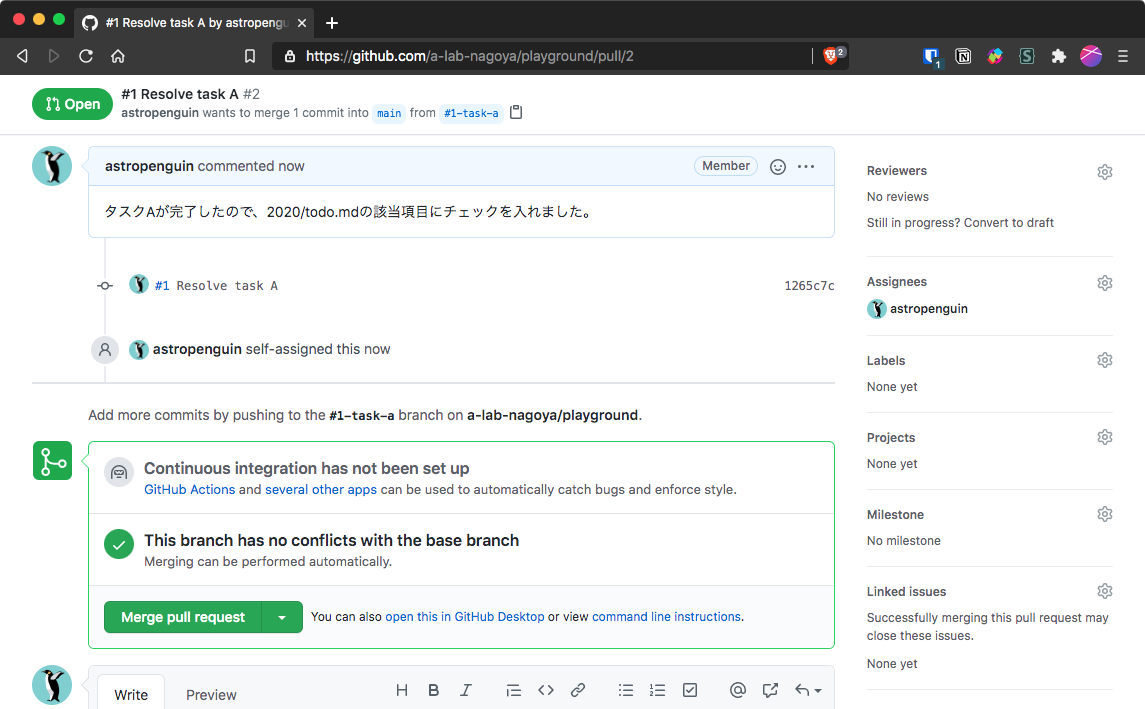 #1 Resolve task A by astropengu
https://github.com/a-lab-nagoya/playground/pull/2
2
1
Open
#1 Resolve task A #2
astropenguin wants to merge 1 commit into main from #1-task-a
astropenguin commented now
Member
タスクAが完了したので、2020/todo.mdの該当項目にチェックを入れました。
#1 Resolve task A
1265c7c
astropenguin self-assigned this now
Add more commits by pushing to the #1-task-a branch on a-lab-nagoya/playground.
Continuous integration has not been set up
GitHub Actions and several other apps can be used to automatically catch bugs and enforce style.
This branch has no conflicts with the base branch
Merging can be performed automatically.
Merge pull request
You can also open this in GitHub Desktop or view command line instructions.
Write
Preview
Reviewers
No reviews
Still in progress? Convert to draft
Assignees
astropenguin
Labels
None yet
Projects
None yet
Milestone
No milestone
Linked issues
Successfully merging this pull request may
close these issues.
None yet